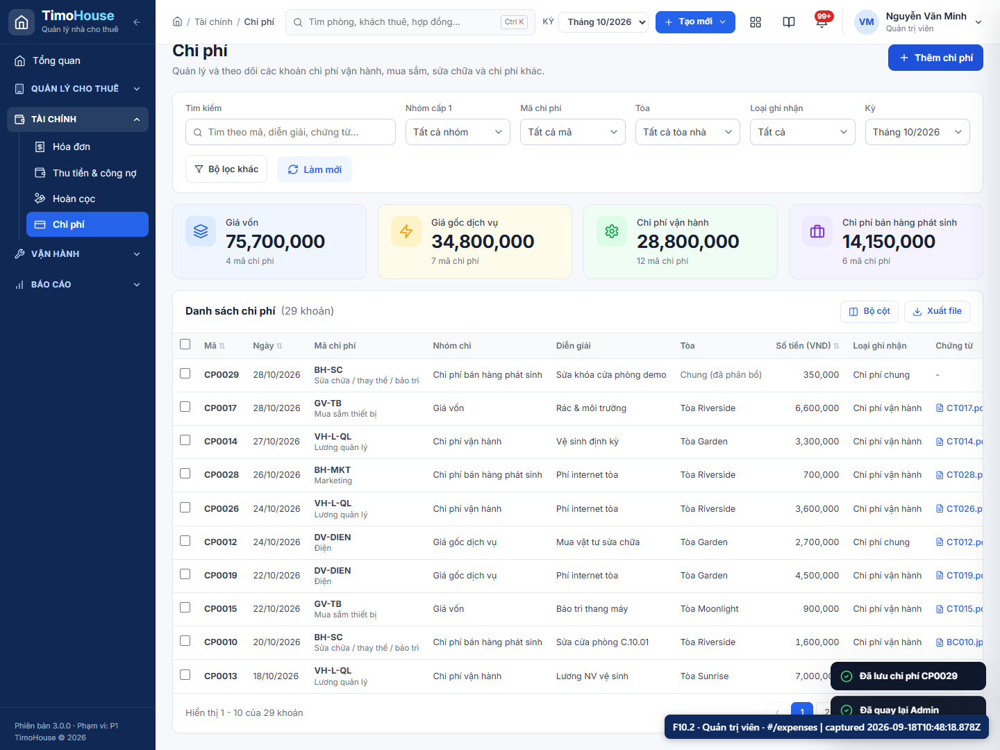 TimoHouse
Quản lý nhà cho thuê
Tổng quan
QUẢN LÝ CHO THUÊ
TÀI CHÍNH
Hóa đơn
Thu tiền & công nợ
Hoàn cọc
Chi phí
VẬN HÀNH
BÁO CÁO
Phiên bản 3.0.0 · Phạm vi: P1
TimoHouse © 2026
/ Tài chính / Chi phí
Tìm phòng, khách thuê, hợp đồng...
Ctrl K
KỲ
Tháng 10/2026
Tạo mới
99+
VM
Nguyễn Văn Minh
Quản trị viên
Chi phí
Quản lý và theo dõi các khoản chi phí vận hành, mua sắm, sửa chữa và chi phí khác.
Thêm chi phí
Tìm kiếm Nhóm cấp 1 Mã chi phí Tòa Loại ghi nhận Kỳ
Tìm theo mã, diễn giải, chứng từ... Tất cả nhóm Tất cả mã Tất cả tòa nhà Tất cả Tháng 10/2026
Bộ lọc khác Làm mới
Giá vốn
75,700,000
4 mã chi phí
Giá gốc dịch vụ
34,800,000
7 mã chi phí
Chi phí vận hành
28,800,000
12 mã chi phí
Chi phí bán hàng phát sinh
14,150,000
6 mã chi phí
Danh sách chi phí (29 khoản)
Bộ cột Xuất file
Mã Ngày Mã chi phí Nhóm chi Diễn giải Tòa Số tiền (VND) Loại ghi nhận Chứng từ
CP0029 28/10/2026 BH-SC Chi phí bán hàng phát sinh Sửa khóa cửa phòng demo Chung (đã phân bổ) 350,000 Chi phí chung -
Sửa chữa / thay thế / bảo trì
CP0017 28/10/2026 GV-TB Giá vốn Rác & môi trường Tòa Riverside 6,600,000 Chi phí vận hành CT017.pd
Mua sắm thiết bị
CP0014 27/10/2026 VH-L-QL Chi phí vận hành Vệ sinh định kỳ Tòa Garden 3,300,000 Chi phí vận hành CT014.pd
Lương quản lý
CP0028 26/10/2026 BH-MKT Chi phí bán hàng phát sinh Phí internet tòa Tòa Riverside 700,000 Chi phí vận hành CT028.p
Marketing
CP0026 24/10/2026 VH-L-QL Chi phí vận hành Phí internet tòa Tòa Riverside 3,600,000 Chi phí vận hành CT026.p
Lương quản lý
CP0012 24/10/2026 DV-DIEN Giá gốc dịch vụ Mua vật tư sửa chữa Tòa Garden 2,700,000 Chi phí chung CT012.pd
Điện
CP0019 22/10/2026 DV-DIEN Giá gốc dịch vụ Phí internet tòa Tòa Garden 4,500,000 Chi phí vận hành CT019.pd
Điện
CP0015 22/10/2026 GV-TB Giá vốn Bảo trì thang máy Tòa Moonlight 900,000 Chi phí vận hành CT015.pd
Mua sắm thiết bị
CP0010 20/10/2026 BH-SC Chi phí bán hàng phát sinh Sửa cửa phòng C.10.01 Tòa Riverside 1,600,000 Chi phí vận hành BC010.jp
Sửa chữa / thay thế / bảo trì
CP0013 18/10/2026 VH-L-QL Chi phí vận hành Lương NV vệ sinh Tòa Sunrise 7,000,00
Lương quản lý
Hiển thị 1 - 10 của 29 khoản
1 2
Đã lưu chi phí CP0029
Đã quay lại Admin
F10.2 · Quản trị viên · #/expenses | captured 2026-09-18T10:48:18.878Z